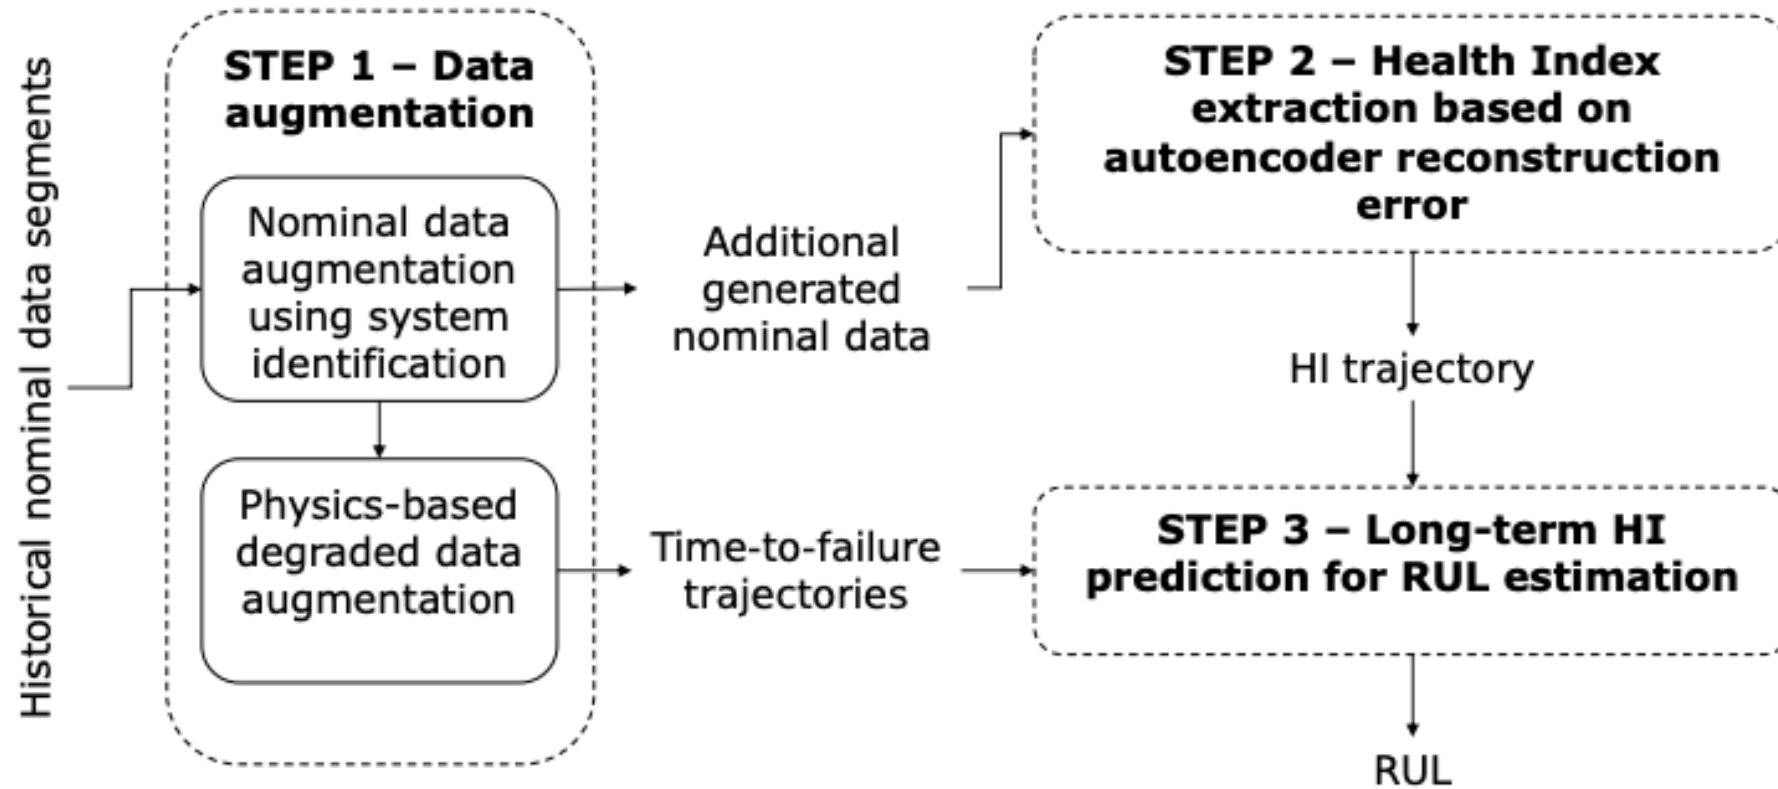 Historical nominal data segments
STEP 1 – Data
augmentation
Nominal data
augmentation
using system
identification
Physics-based
degraded data
augmentation
Additional
generated
nominal data
Time-to-failure
trajectories
STEP 2 – Health Index
extraction based on
autoencoder reconstruction
error
HI trajectory
STEP 3 – Long-term HI
prediction for RUL estimation
RUL